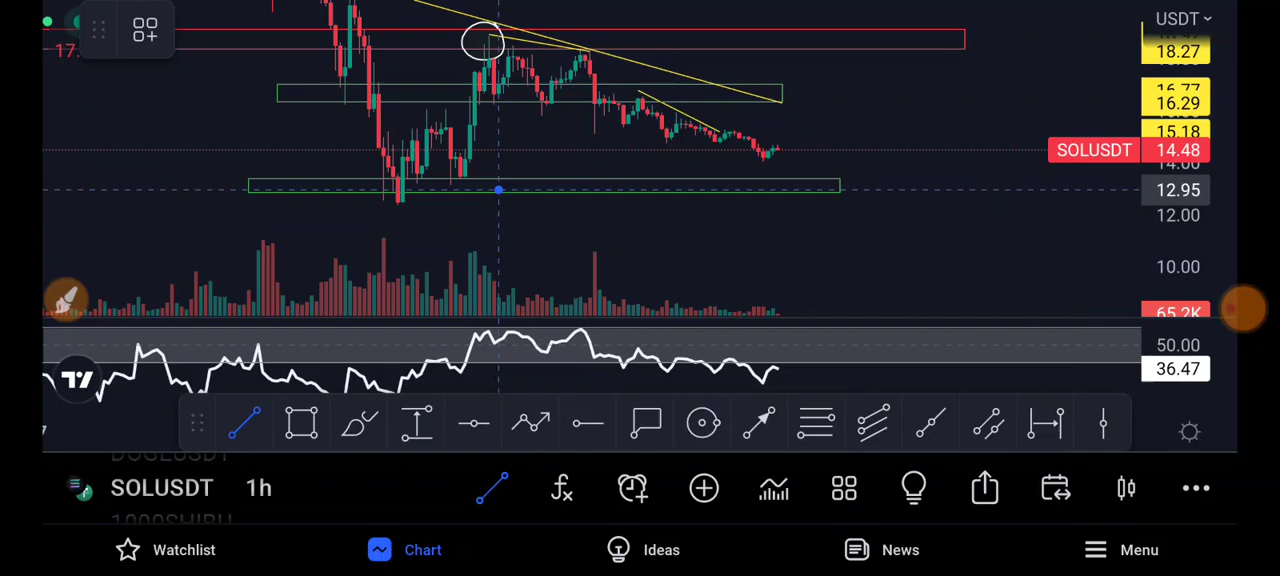 USDT
17.
18.27
16.77
16.29
15.18
SOLUSDT 14.48
14.00
12.95
12.00
10.00
65.2K
50.00
36.47
SOLUSDT 1h
Watchlist
Chart
Ideas
News
Menu